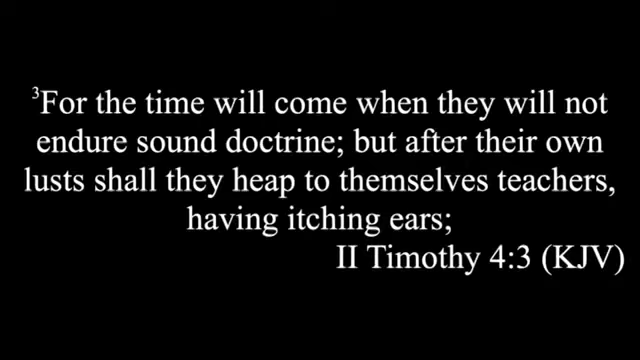 ³For the time will come when they will not
endure sound doctrine; but after their own
lusts shall they heap to themselves teachers,
having itching ears;
II Timothy 4:3 (KJV)